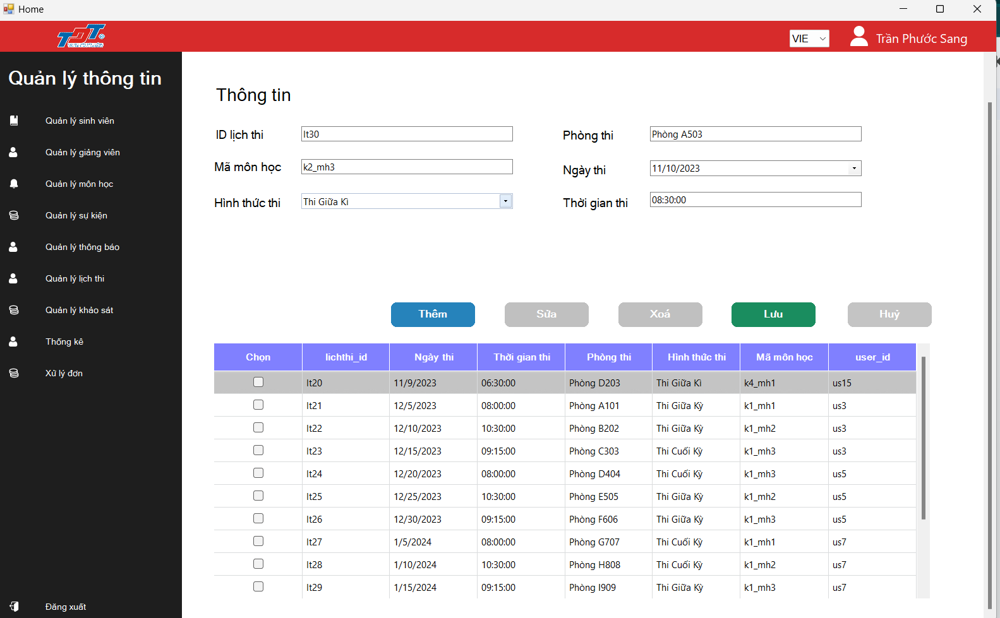 Home
TDT
VIE
Trần Phước Sang
Quản lý thông tin
Quản lý sinh viên
Quản lý giảng viên
Quản lý môn học
Quản lý sự kiện
Quản lý thông báo
Quản lý lịch thi
Quản lý khảo sát
Thống kê
Xử lý đơn
Đăng xuất
Thông tin
ID lịch thi lt30 Phòng thi Phòng A503
Mã môn học k2_mh3 Ngày thi 11/10/2023
Hình thức thi Thi Giữa Kì Thời gian thi 08:30:00
Thêm Sửa Xoá Lưu Huỷ
Chọn lichthi_id Ngày thi Thời gian thi Phòng thi Hình thức thi Mã môn học user_id
lt20 11/9/2023 06:30:00 Phòng D203 Thi Giữa Kì k4_mh1 us15
lt21 12/5/2023 08:00:00 Phòng A101 Thi Giữa Kỳ k1_mh1 us3
lt22 12/10/2023 10:30:00 Phòng B202 Thi Giữa Kỳ k1_mh2 us3
lt23 12/15/2023 09:15:00 Phòng C303 Thi Cuối Kỳ k1_mh3 us3
lt24 12/20/2023 08:00:00 Phòng D404 Thi Cuối Kỳ k1_mh3 us5
lt25 12/25/2023 10:30:00 Phòng E505 Thi Giữa Kỳ k1_mh2 us5
lt26 12/30/2023 09:15:00 Phòng F606 Thi Giữa Kỳ k1_mh3 us5
lt27 1/5/2024 08:00:00 Phòng G707 Thi Cuối Kỳ k1_mh1 us7
lt28 1/10/2024 10:30:00 Phòng H808 Thi Cuối Kỳ k1_mh2 us7
lt29 1/15/2024 09:15:00 Phòng I909 Thi Giữa Kỳ k1_mh3 us7